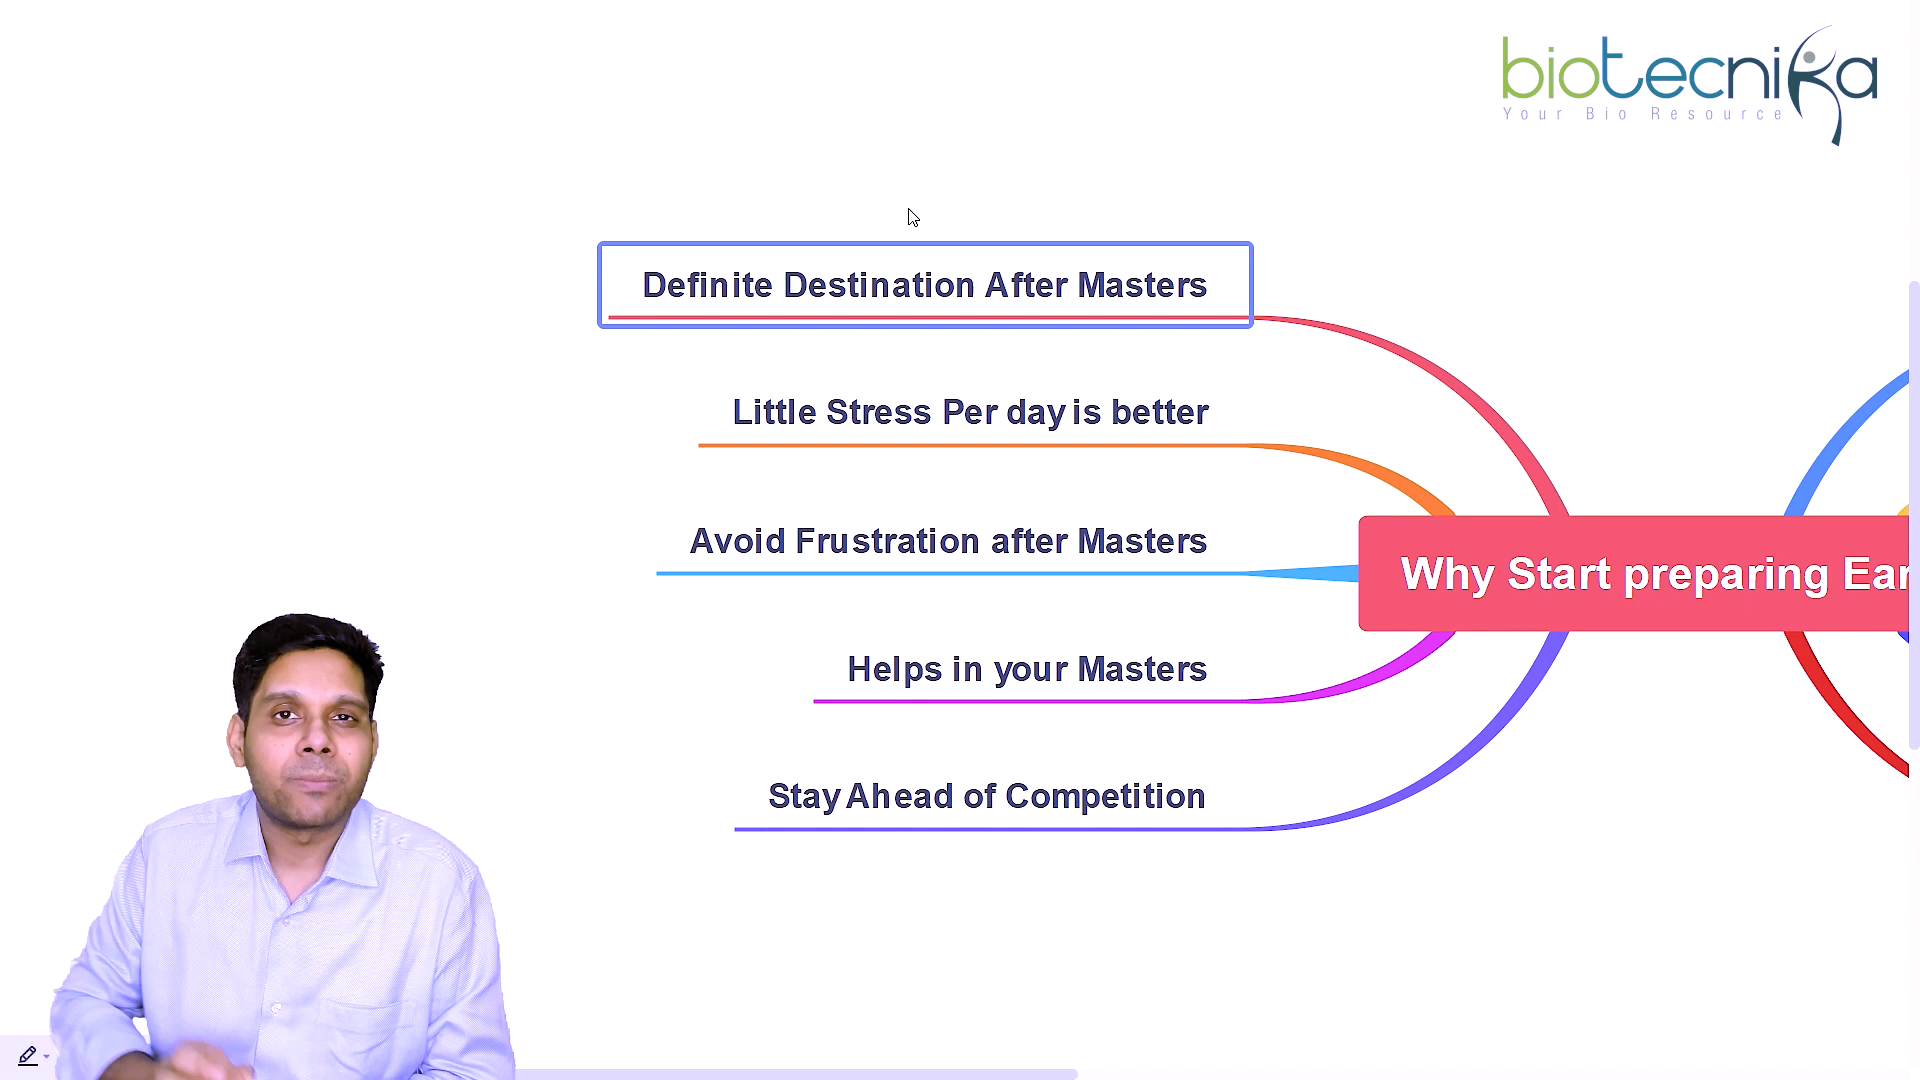 biotecnika
Your Bio Resource
Definite Destination After Masters
Little Stress Per day is better
Avoid Frustration after Masters
Why Start preparing Ear
Helps in your Masters
Stay Ahead of Competition